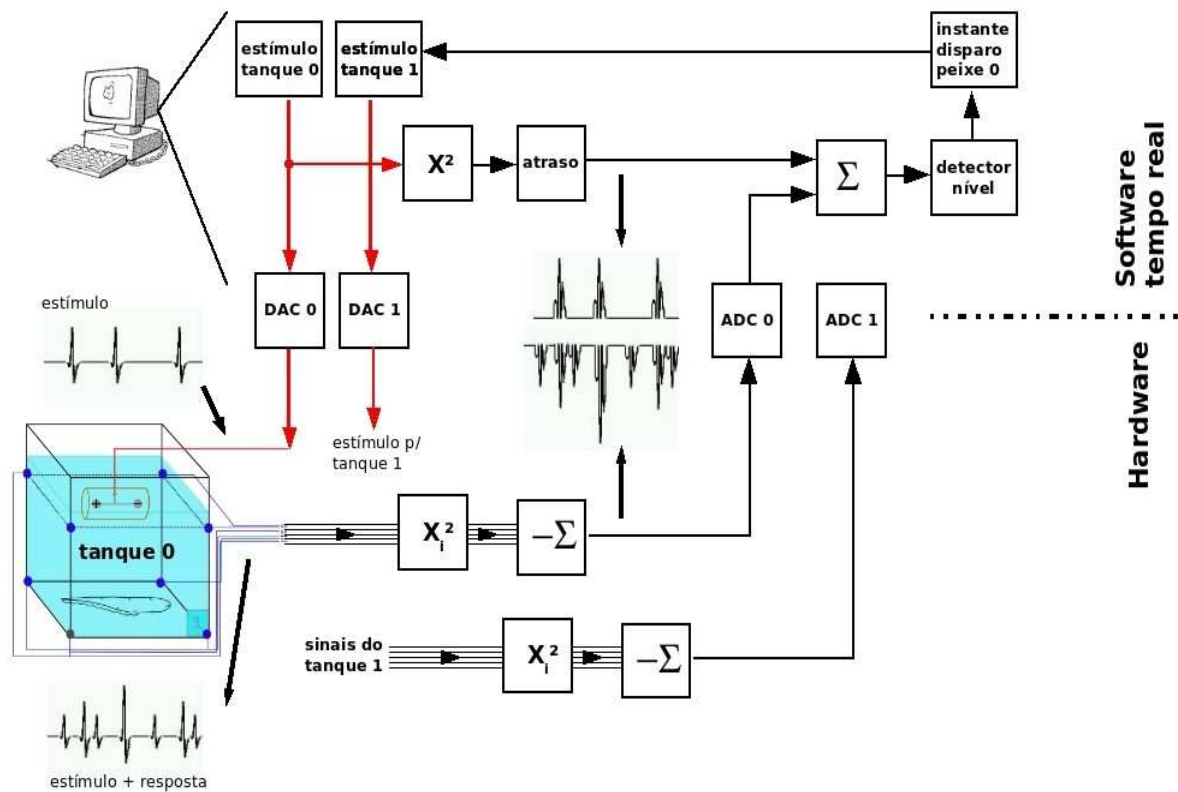 estímulo
tanque 0
estímulo
tanque 1
instante
disparo
peixe 0
X²
atraso
Σ
detector
nível
Software
tempo real
DAC 0
DAC 1
ADC 0
ADC 1
estímulo
Hardware
estímulo p/
tanque 1
tanque 0
Xᵢ²
−Σ
1
sinais do
tanque 1
Xᵢ²
−Σ
estímulo + resposta